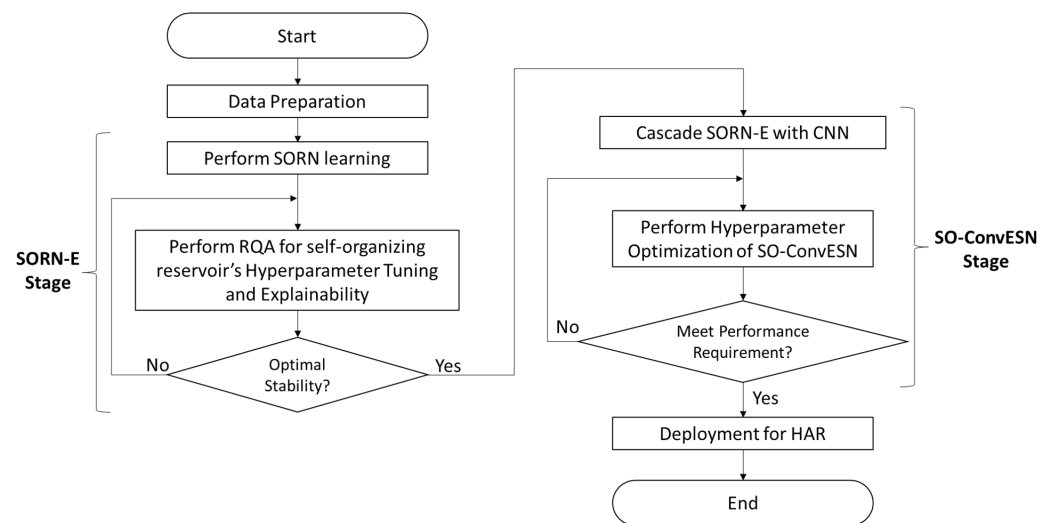 Start
Data Preparation
Perform SORN learning
Perform RQA for self-organizing
reservoir's Hyperparameter Tuning
and Explainability
SORN-E
Stage
Optimal
Stability?
No
Yes
Cascade SORN-E with CNN
Perform Hyperparameter
Optimization of SO-ConvESN
SO-ConvESN
Stage
Meet Performance
Requirement?
No
Yes
Deployment for HAR
End